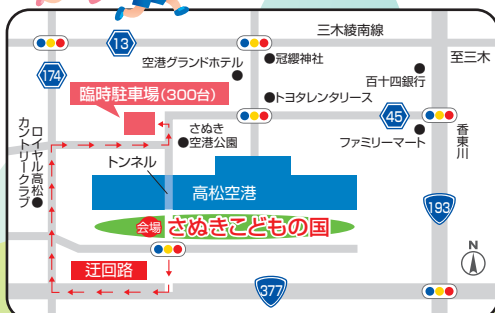 三木綾南線
13
至三木
空港グランドホテル
冠纓神社
百十四銀行
174
臨時駐車場(300台)
トヨタレンタリース
45
さぬき
空港公園
ファミリーマート
香東川
ロイヤル高松
カントリークラブ
トンネル
高松空港
193
会場
さぬきこどもの国
迂回路
377
N